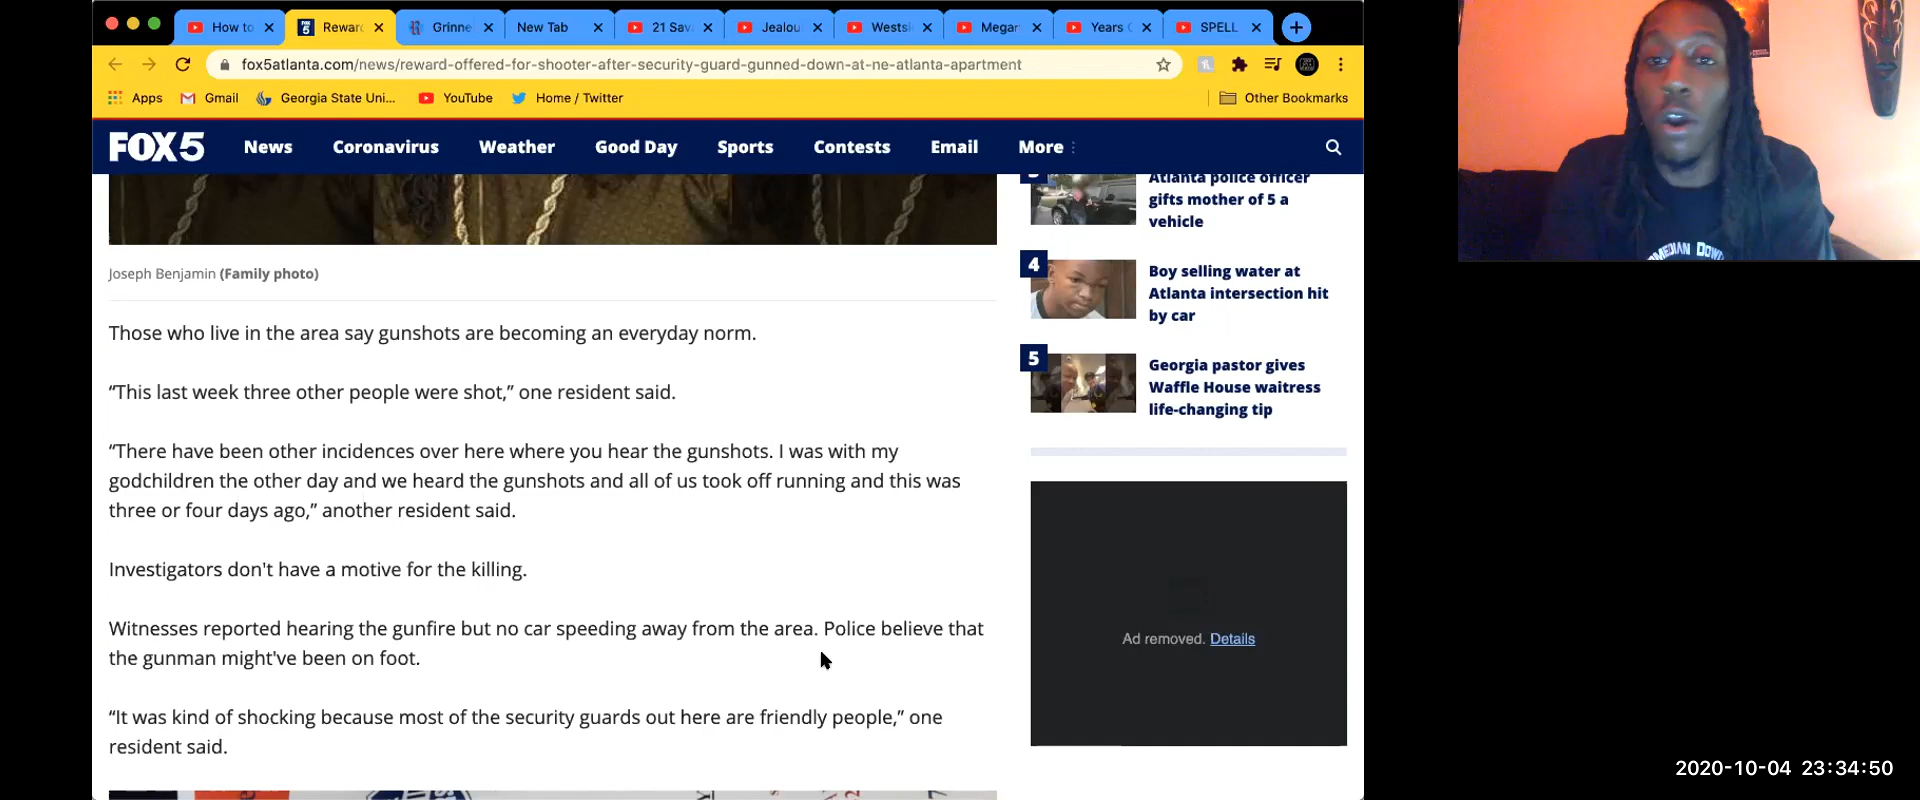 How to
Rewar
Grinne
New Tab
21 Sav
Jealou
Westsi
Megan
Years
SPELL
fox5atlanta.com/news/reward-offered-for-shooter-after-security-guard-gunned-down-at-ne-atlanta-apartment
Apps
Gmail
Georgia State Uni...
YouTube
Home / Twitter
Other Bookmarks
FOX 5
News
Coronavirus
Weather
Good Day
Sports
Contests
Email
More
Joseph Benjamin (Family photo)
Those who live in the area say gunshots are becoming an everyday norm.
“This last week three other people were shot,” one resident said.
“There have been other incidences over here where you hear the gunshots. I was with my
godchildren the other day and we heard the gunshots and all of us took off running and this was
three or four days ago,” another resident said.
Investigators don't have a motive for the killing.
Witnesses reported hearing the gunfire but no car speeding away from the area. Police believe that
the gunman might've been on foot.
“It was kind of shocking because most of the security guards out here are friendly people,” one
resident said.
Atlanta police officer
gifts mother of 5 a
vehicle
4
Boy selling water at
Atlanta intersection hit
by car
5
Georgia pastor gives
Waffle House waitress
life-changing tip
Ad removed. Details
2020-10-04 23:34:50